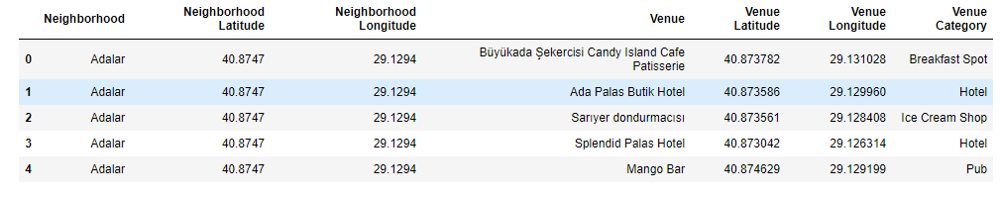 Neighborhood Neighborhood Latitude Neighborhood Longitude Venue Venue Latitude Venue Longitude Venue Category
0 Adalar 40.8747 29.1294 Büyükada Şekercisi Candy Island Cafe Patisserie 40.873782 29.131028 Breakfast Spot
1 Adalar 40.8747 29.1294 Ada Palas Butik Hotel 40.873586 29.129960 Hotel
2 Adalar 40.8747 29.1294 Sarıyer dondurmacısı 40.873561 29.128408 Ice Cream Shop
3 Adalar 40.8747 29.1294 Splendid Palas Hotel 40.873042 29.126314 Hotel
4 Adalar 40.8747 29.1294 Mango Bar 40.874629 29.129199 Pub